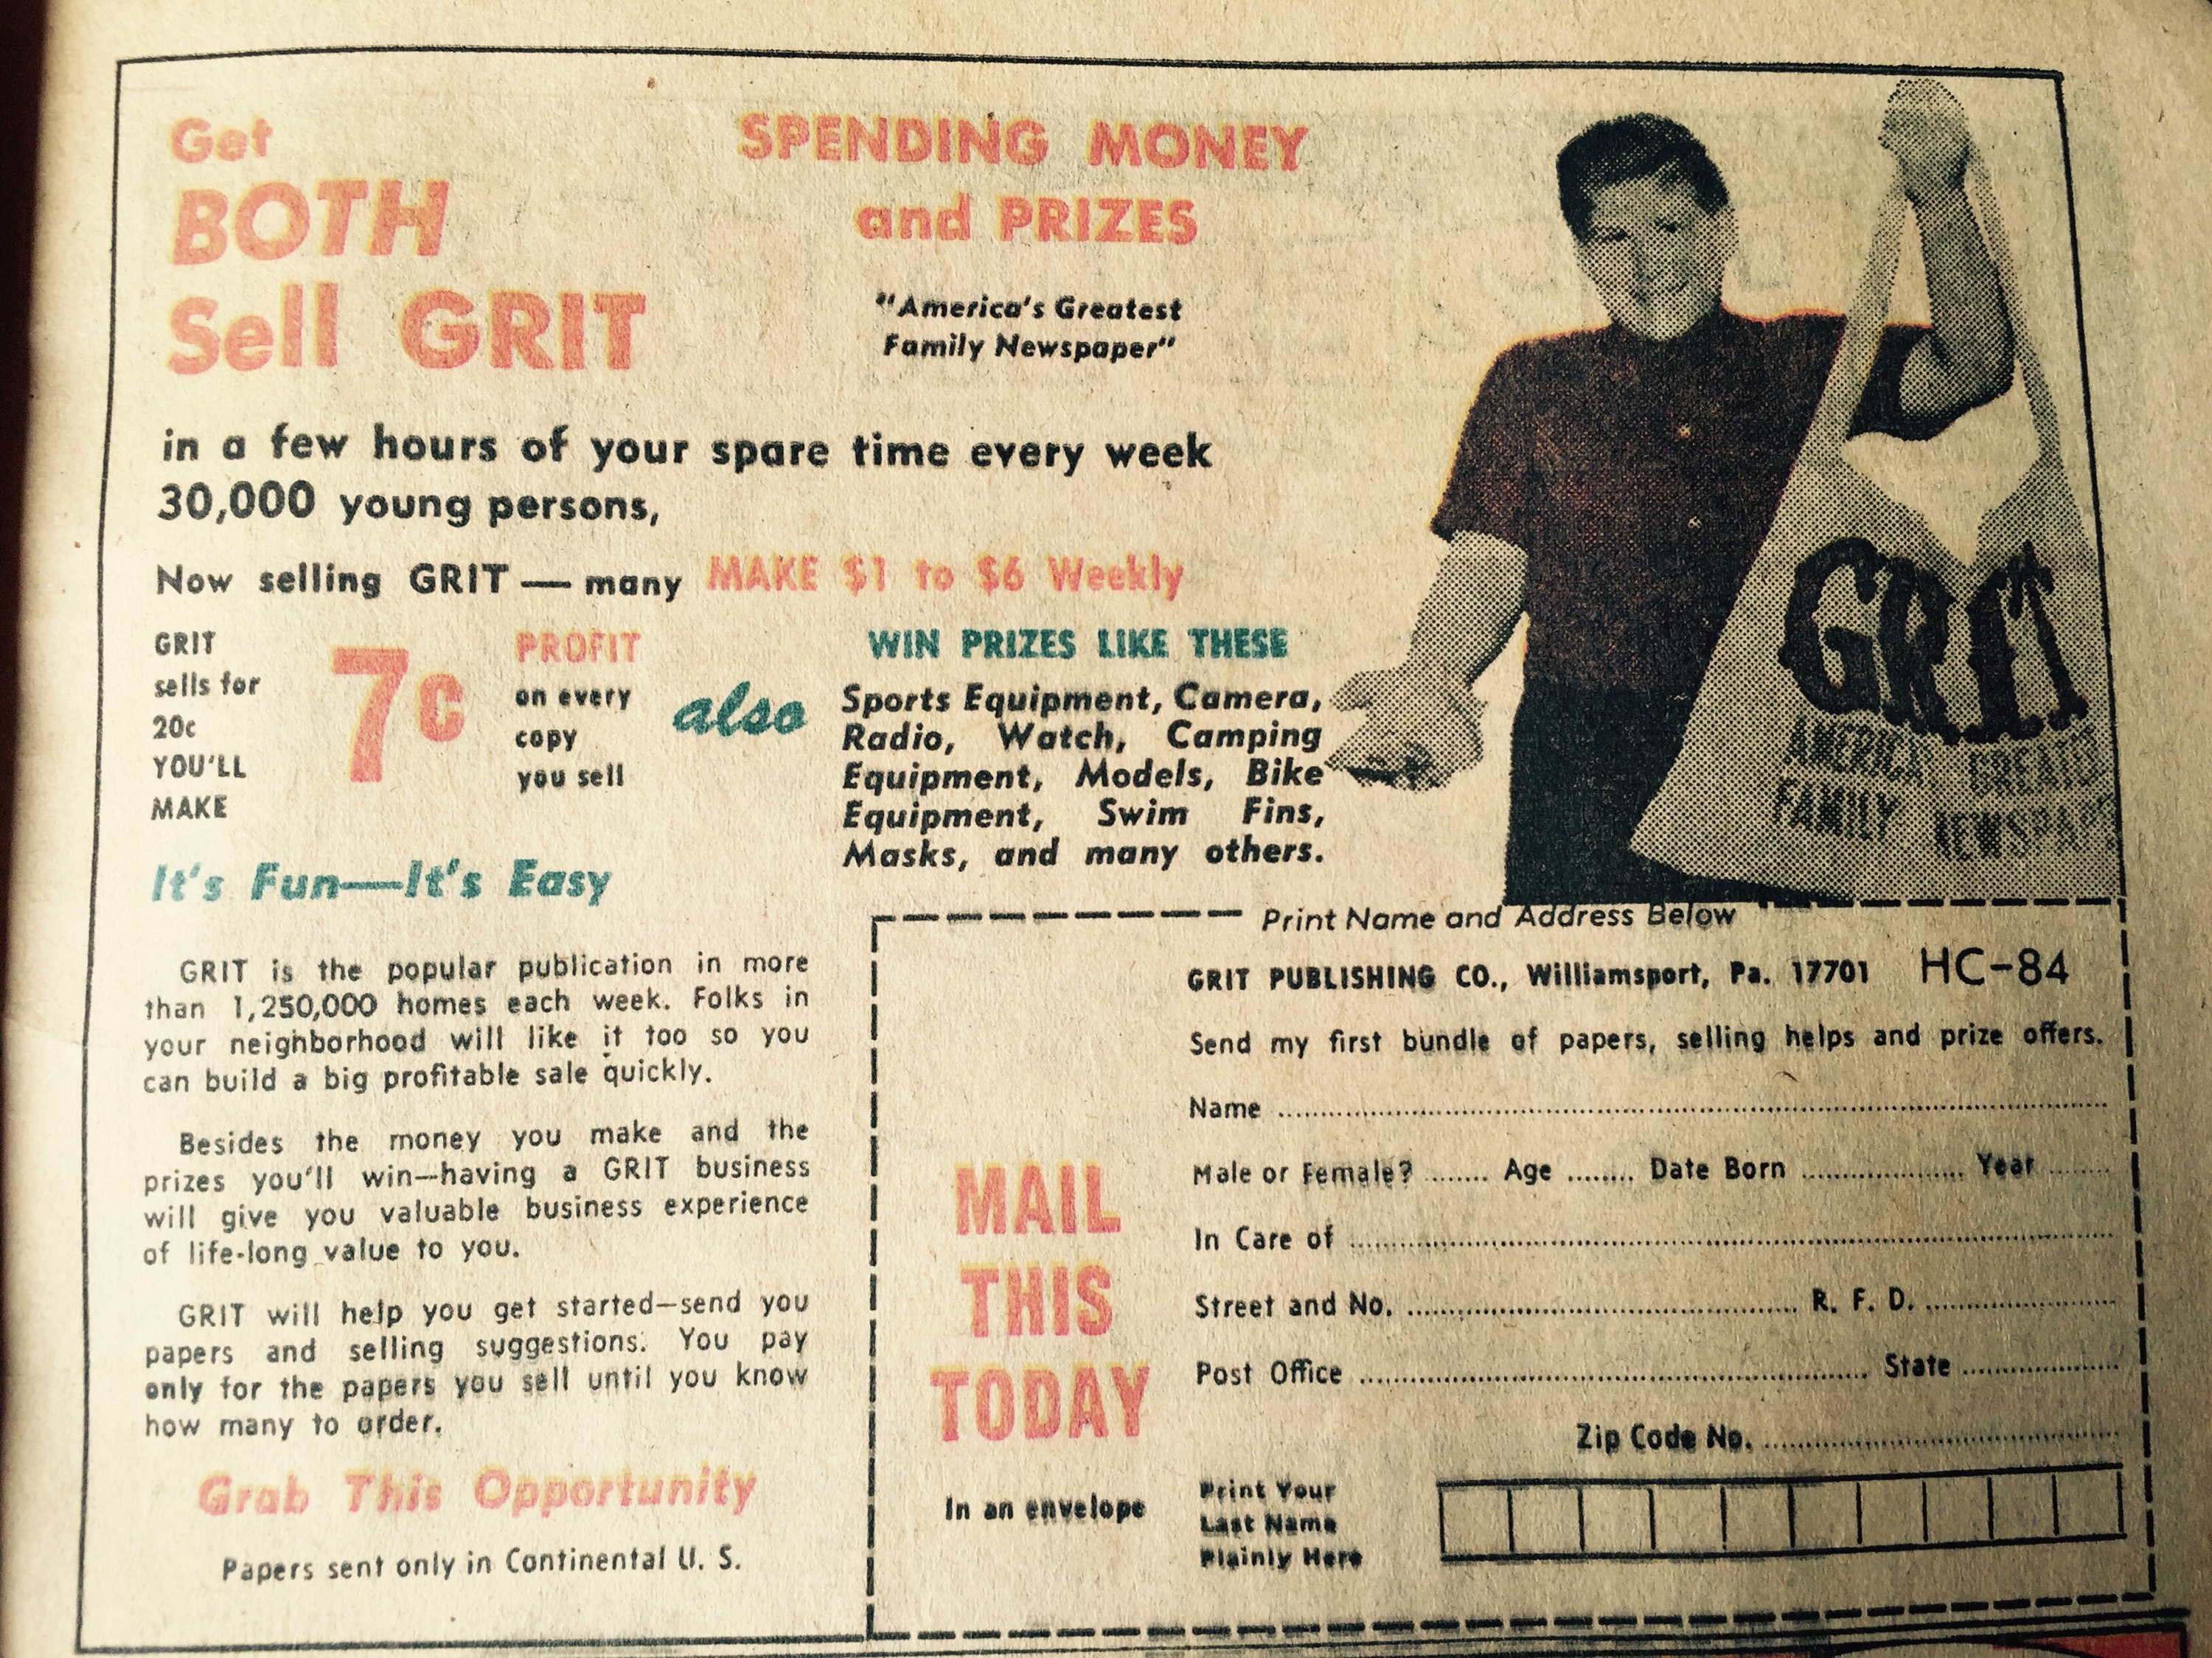 Get
BOTH
Sell GRIT
SPENDING MONEY
and PRIZES
"America's Greatest
Family Newspaper"
in a few hours of your spare time every week
30,000 young persons,
Now selling GRIT — many MAKE $1 to $6 Weekly
GRIT
sells for
20c
YOU'LL
MAKE
7c
PROFIT
on every
copy
you sell
also
WIN PRIZES LIKE THESE
Sports Equipment, Camera,
Radio, Watch, Camping
Equipment, Models, Bike
Equipment, Swim Fins,
Masks, and many others.
GRIT
AMERICA GREATES
FAMILY NEWSPAP
It's Fun—It's Easy
GRIT is the popular publication in more
than 1,250,000 homes each week. Folks in
your neighborhood will like it too so you
can build a big profitable sale quickly.
Besides the money you make and the
prizes you'll win—having a GRIT business
will give you valuable business experience
of life-long value to you.
GRIT will help you get started—send you
papers and selling suggestions. You pay
only for the papers you sell until you know
how many to order.
Grab This Opportunity
Papers sent only in Continental U. S.
Print Name and Address Below
GRIT PUBLISHING CO., Williamsport, Pa. 17701 HC-84
Send my first bundle of papers, selling helps and prize offers.
Name
Male or Female? Age Date Born Year
In Care of
Street and No. R. F. D.
Post Office State
Zip Code No.
MAIL
THIS
TODAY
In an envelope
Print Your
Last Name
Plainly Here